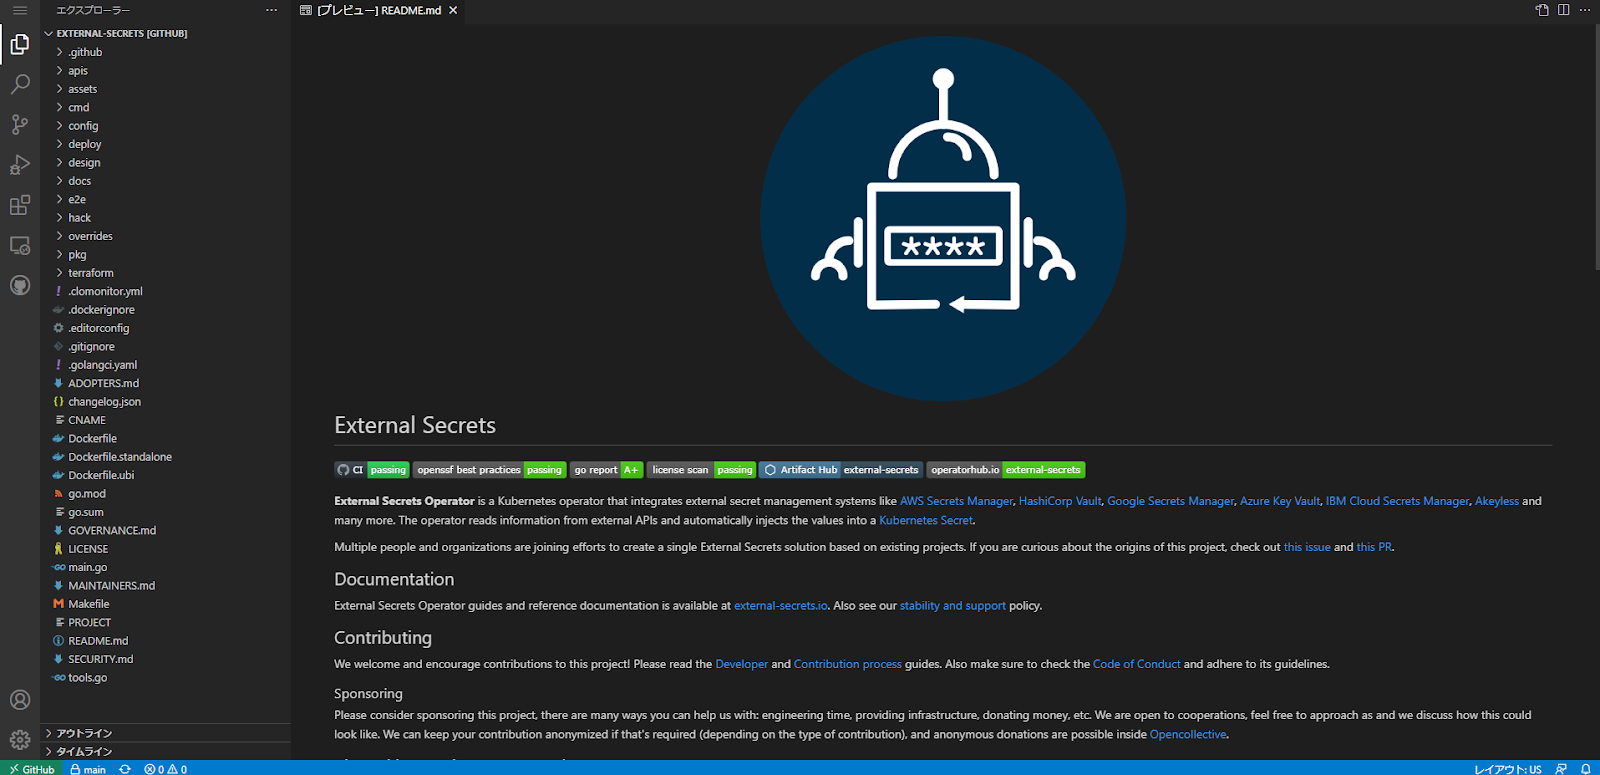 エクスプローラー
[プレビュー] README.md
EXTERNAL-SECRETS [GITHUB]
.github
apis
assets
cmd
config
deploy
design
docs
e2e
hack
overrides
pkg
terraform
.clomonitor.yml
.dockerignore
.editorconfig
.gitignore
.golangci.yaml
ADOPTERS.md
changelog.json
CNAME
Dockerfile
Dockerfile.standalone
Dockerfile.ubi
go.mod
go.sum
GOVERNANCE.md
LICENSE
main.go
MAINTAINERS.md
Makefile
PROJECT
README.md
SECURITY.md
tools.go
アウトライン
タイムライン
****
External Secrets
CI passing openssf best practices passing go report A+ license scan passing Artifact Hub external-secrets operatorhub.io external-secrets
External Secrets Operator is a Kubernetes operator that integrates external secret management systems like AWS Secrets Manager, HashiCorp Vault, Google Secrets Manager, Azure Key Vault, IBM Cloud Secrets Manager, Akeyless and
many more. The operator reads information from external APIs and automatically injects the values into a Kubernetes Secret.
Multiple people and organizations are joining efforts to create a single External Secrets solution based on existing projects. If you are curious about the origins of this project, check out this issue and this PR.
Documentation
External Secrets Operator guides and reference documentation is available at external-secrets.io. Also see our stability and support policy.
Contributing
We welcome and encourage contributions to this project! Please read the Developer and Contribution process guides. Also make sure to check the Code of Conduct and adhere to its guidelines.
Sponsoring
Please consider sponsoring this project, there are many ways you can help us with: engineering time, providing infrastructure, donating money, etc. We are open to cooperations, feel free to approach as and we discuss how this could
look like. We can keep your contribution anonymized if that's required (depending on the type of contribution), and anonymous donations are possible inside Opencollective.
GitHub main 0 0 レイアウト: US